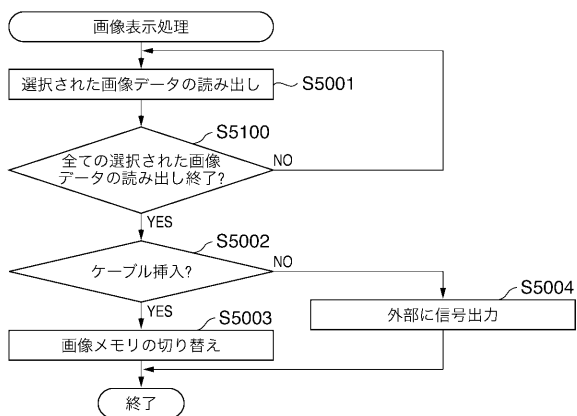 画像表示処理
選択された画像データの読み出し
S5001
S5100
全ての選択された画像
データの読み出し終了?
NO
YES
S5002
ケーブル挿入?
NO
YES
S5004
外部に信号出力
S5003
画像メモリの切り替え
終了